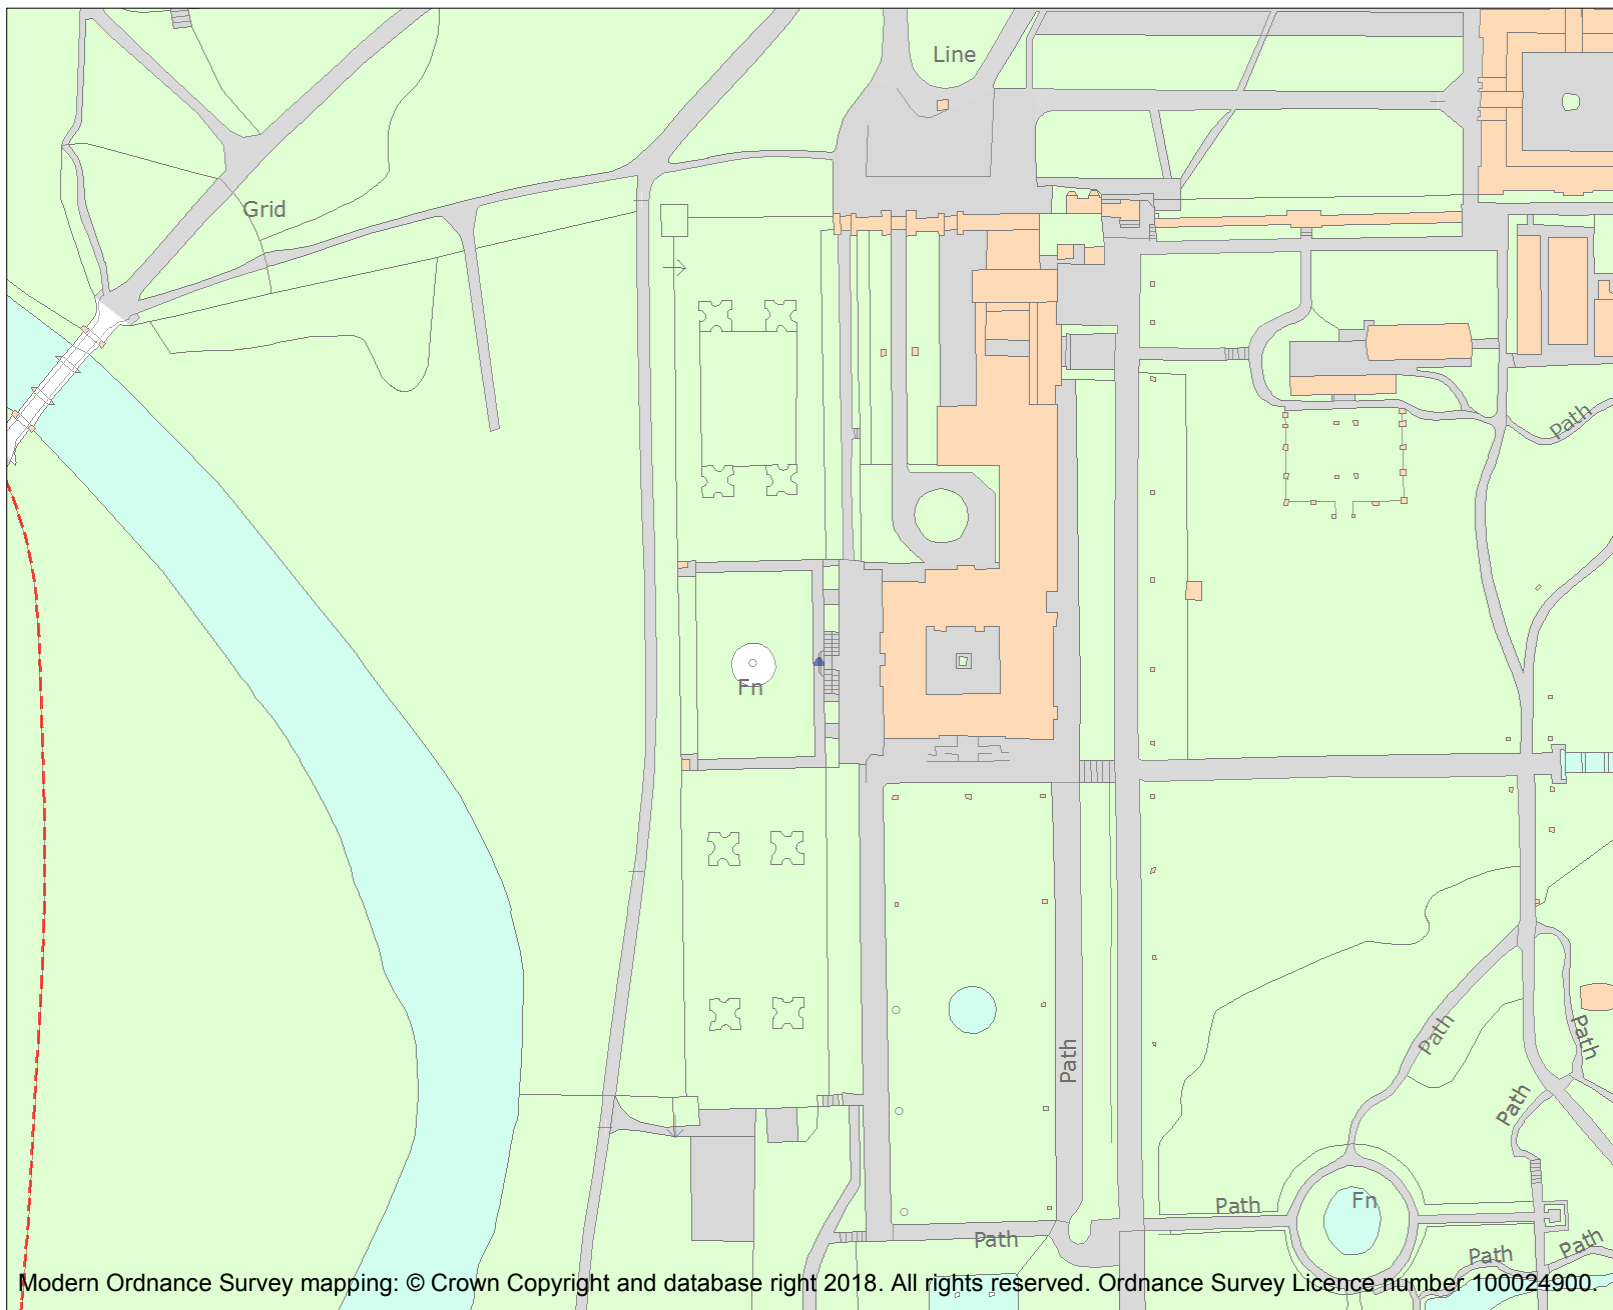 Line
Grid
Path
Fn
Path
Path
Path
Path
Path
Fn
Path
Path
Path
Modern Ordnance Survey mapping: © Crown Copyright and database right 2018. All rights reserved. Ordnance Survey Licence number 100024900.